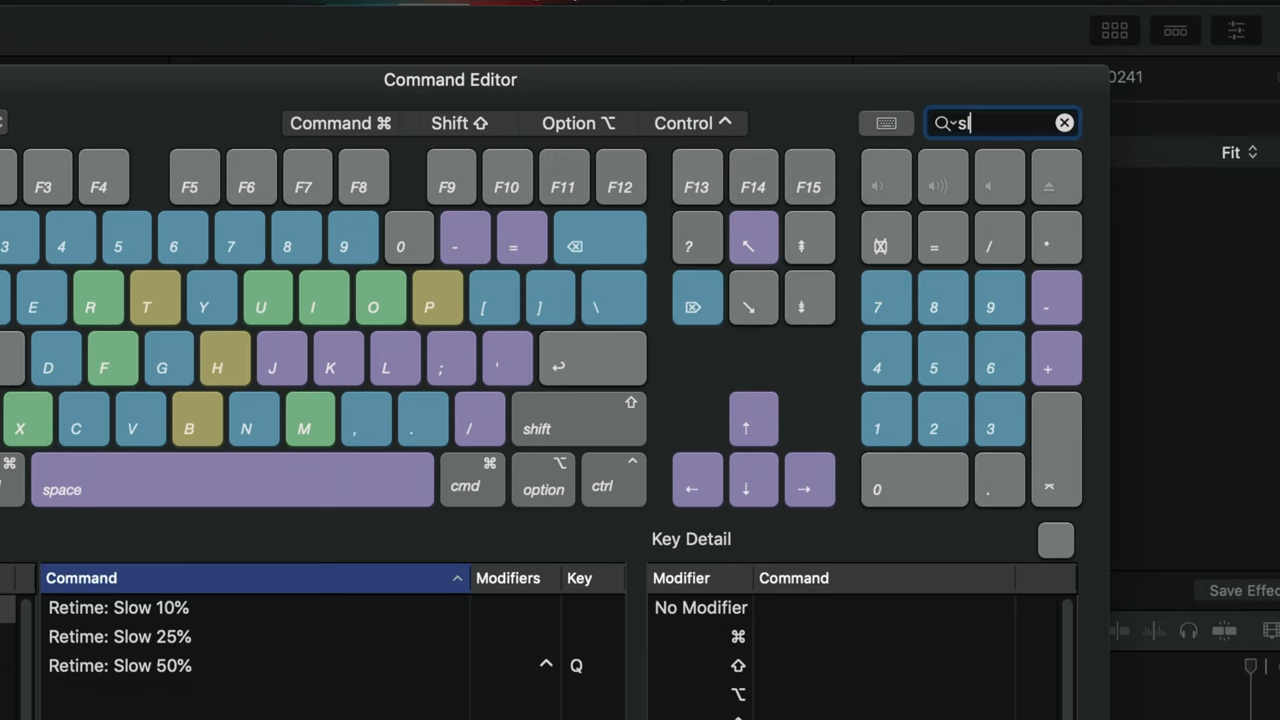 0241
Command Editor
Command ⌘ Shift ⇧ Option ⌥ Control ^
sl
Fit
F3 F4 F5 F6 F7 F8 F9 F10 F11 F12 F13 F14 F15
3 4 5 6 7 8 9 0 - = ⌫ ? ↖ ⇞ = / *
E R T Y U I O P [ ] \ ⌦ ↘ ⇟ 7 8 9 -
D F G H J K L ; ' ↩ 4 5 6 +
X C V B N M , . / shift ⇧ ↑ 1 2 3
⌘ space cmd ⌘ option ⌥ ctrl ^ ← ↓ → 0 . ⌅
Key Detail
Command Modifiers Key
Retime: Slow 10%
Retime: Slow 25%
Retime: Slow 50% ^ Q
Modifier Command
No Modifier
⌘
⇧
⌥
Save Effec